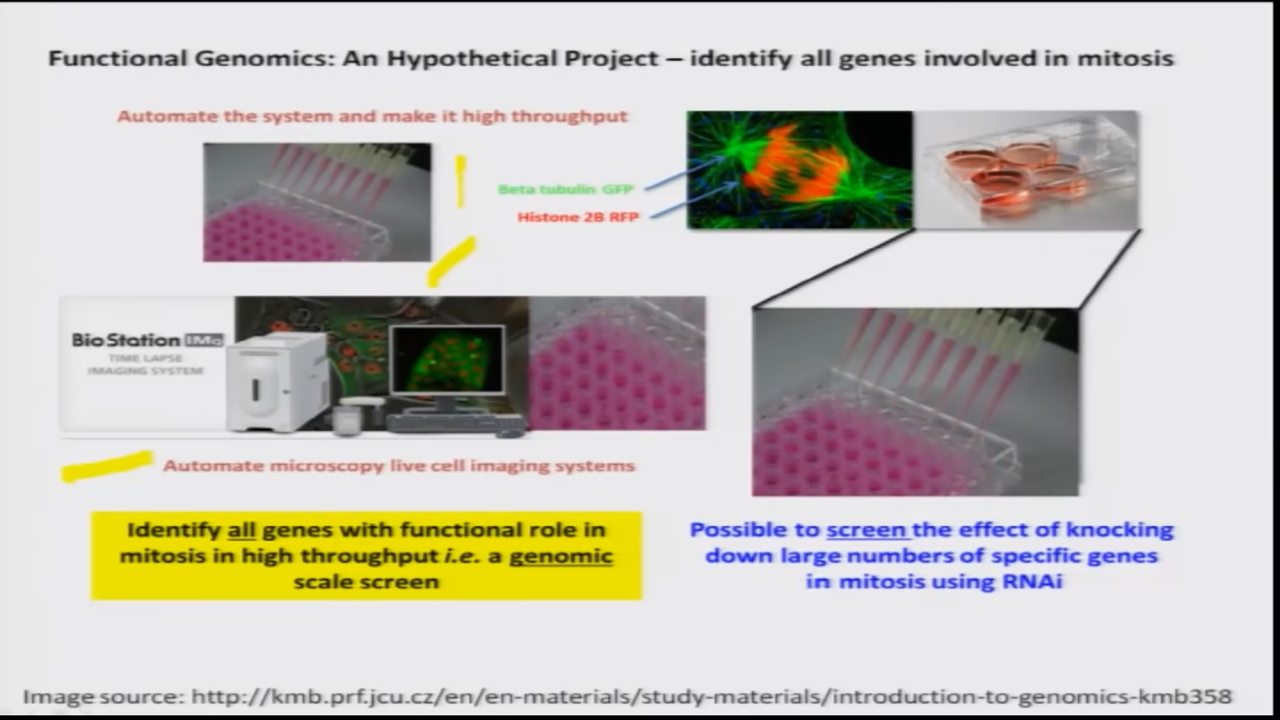 Functional Genomics: An Hypothetical Project – identify all genes involved in mitosis
Automate the system and make it high throughput
Beta tubulin GFP
Histone 2B RFP
BioStation IMQ
TIME LAPSE
IMAGING SYSTEM
Automate microscopy live cell imaging systems
Identify all genes with functional role in
mitosis in high throughput i.e. a genomic
scale screen
Possible to screen the effect of knocking
down large numbers of specific genes
in mitosis using RNAi
Image source: http://kmb.prf.jcu.cz/en/en-materials/study-materials/introduction-to-genomics-kmb358